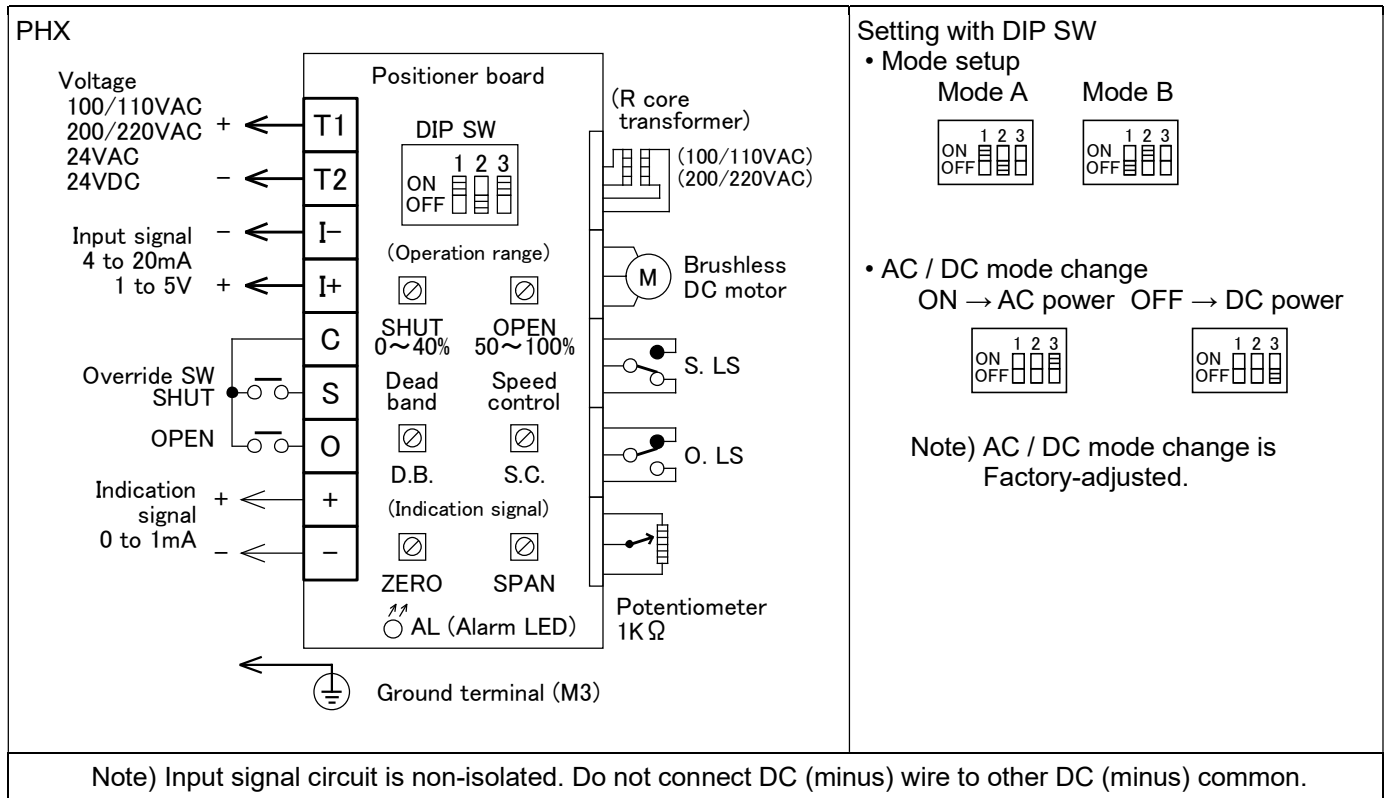 PHX
Positioner board
Voltage
100/110VAC
200/220VAC
24VAC
24VDC
+
−
T1
T2
DIP SW
1 2 3
ON
OFF
(R core
transformer)
(100/110VAC)
(200/220VAC)
Input signal
4 to 20mA
1 to 5V
−
+
I−
I+
(Operation range)
SHUT
0～40%
OPEN
50～100%
M
Brushless
DC motor
Override SW
SHUT
OPEN
C
S
O
Dead
band
D.B.
Speed
control
S.C.
S. LS
O. LS
Indication
signal
0 to 1mA
+
−
+
−
(Indication signal)
ZERO
SPAN
AL (Alarm LED)
Potentiometer
1KΩ
Ground terminal (M3)
Setting with DIP SW
• Mode setup
Mode A Mode B
1 2 3
ON
OFF
1 2 3
ON
OFF
• AC / DC mode change
ON → AC power OFF → DC power
1 2 3
ON
OFF
1 2 3
ON
OFF
Note) AC / DC mode change is
Factory-adjusted.
Note) Input signal circuit is non-isolated. Do not connect DC (minus) wire to other DC (minus) common.